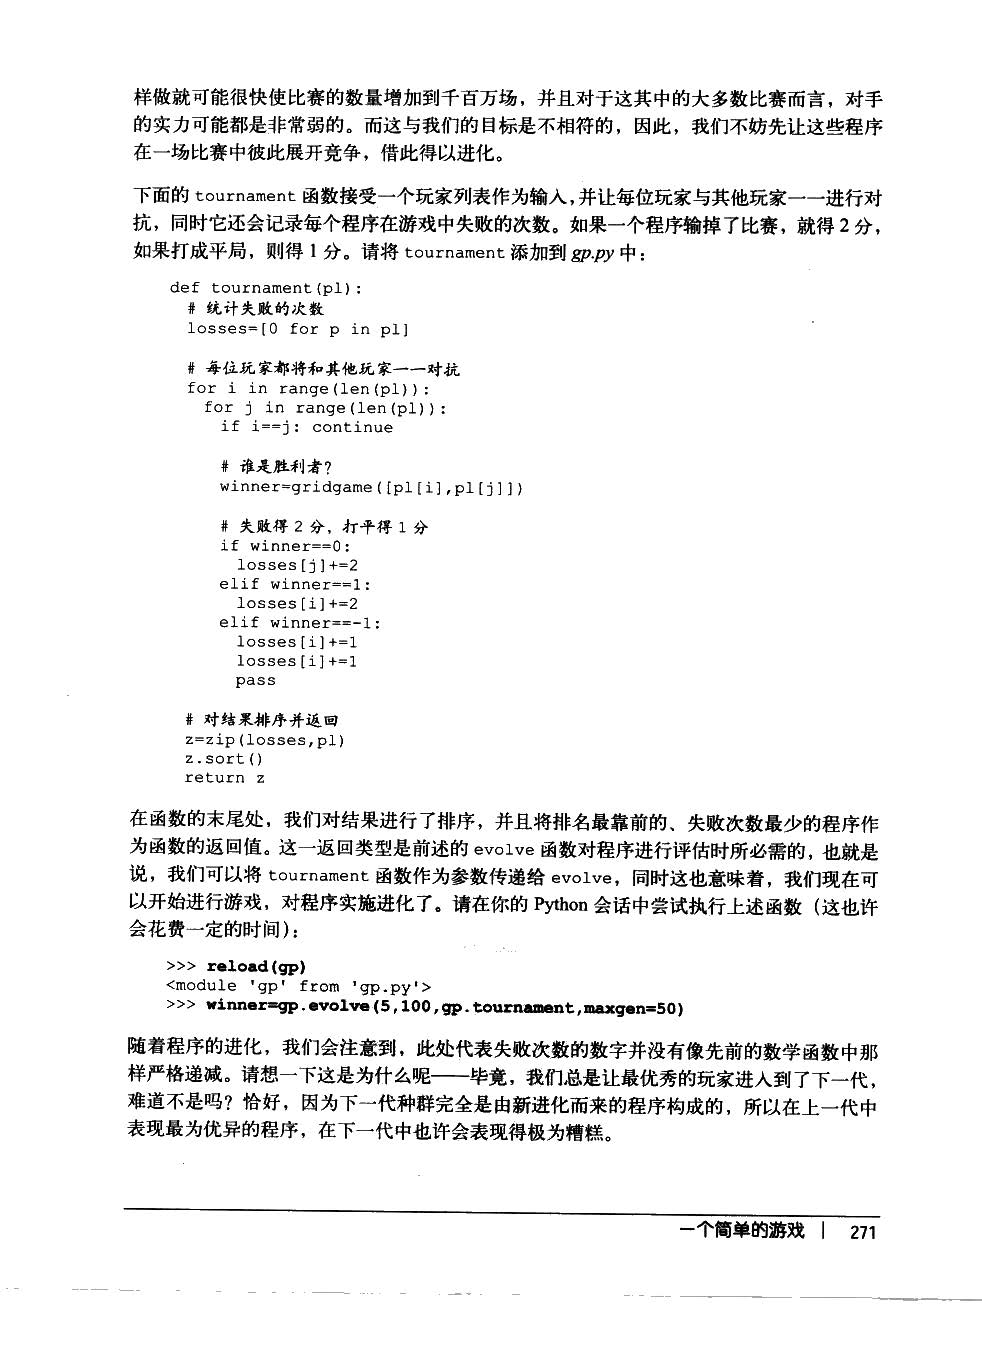 样做就可能很快使比赛的数量增加到千百万场，并且对于这其中的大多数比赛而言，对手
的实力可能都是非常弱的。而这与我们的目标是不相符的，因此，我们不妨先让这些程序
在一场比赛中彼此展开竞争，借此得以进化。
下面的 tournament 函数接受一个玩家列表作为输入，并让每位玩家与其他玩家一一进行对
抗，同时它还会记录每个程序在游戏中失败的次数。如果一个程序输掉了比赛，就得 2 分，
如果打成平局，则得 1 分。请将 tournament 添加到 gp.py 中：
def tournament(pl):
# 统计失败的次数
losses=[0 for p in pl]
# 每位玩家都将和其他玩家一一对抗
for i in range(len(pl)):
for j in range(len(pl)):
if i==j: continue
# 谁是胜利者？
winner=gridgame([pl[i],pl[j]])
# 失败得 2 分，打平得 1 分
if winner==0:
losses[j]+=2
elif winner==1:
losses[i]+=2
elif winner==-1:
losses[i]+=1
losses[i]+=1
pass
# 对结果排序并返回
z=zip(losses,pl)
z.sort()
return z
在函数的末尾处，我们对结果进行了排序，并且将排名最靠前的、失败次数最少的程序作
为函数的返回值。这一返回类型是前述的 evolve 函数对程序进行评估时所必需的，也就是
说，我们可以将 tournament 函数作为参数传递给 evolve，同时这也意味着，我们现在可
以开始进行游戏，对程序实施进化了。请在你的 Python 会话中尝试执行上述函数（这也许
会花费一定的时间）：
>>> reload(gp)
<module 'gp' from 'gp.py'>
>>> winner=gp.evolve(5,100,gp.tournament,maxgen=50)
随着程序的进化，我们会注意到，此处代表失败次数的数字并没有像先前的数学函数中那
样严格递减。请想一下这是为什么呢——毕竟，我们总是让最优秀的玩家进入到了下一代，
难道不是吗？恰好，因为下一代种群完全是由新进化而来的程序构成的，所以在上一代中
表现最为优异的程序，在下一代中也许会表现得极为糟糕。
一个简单的游戏 | 271